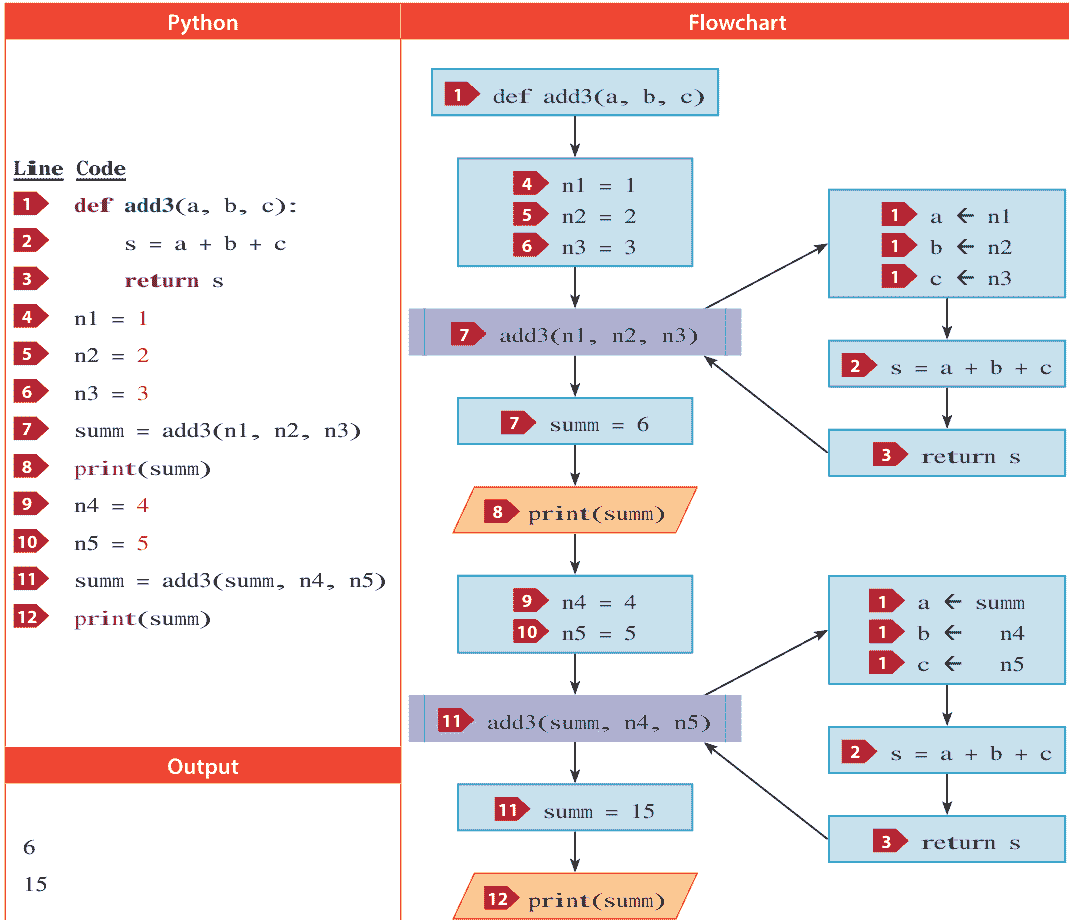 Python
Line Code
1 def add3(a, b, c):
2 s = a + b + c
3 return s
4 n1 = 1
5 n2 = 2
6 n3 = 3
7 summ = add3(n1, n2, n3)
8 print(summ)
9 n4 = 4
10 n5 = 5
11 summ = add3(summ, n4, n5)
12 print(summ)
Output
6
15
Flowchart
1 def add3(a, b, c)
4 n1 = 1
5 n2 = 2
6 n3 = 3
7 add3(n1, n2, n3)
1 a ← n1
1 b ← n2
1 c ← n3
2 s = a + b + c
3 return s
7 summ = 6
8 print(summ)
9 n4 = 4
10 n5 = 5
11 add3(summ, n4, n5)
1 a ← summ
1 b ← n4
1 c ← n5
2 s = a + b + c
3 return s
11 summ = 15
12 print(summ)